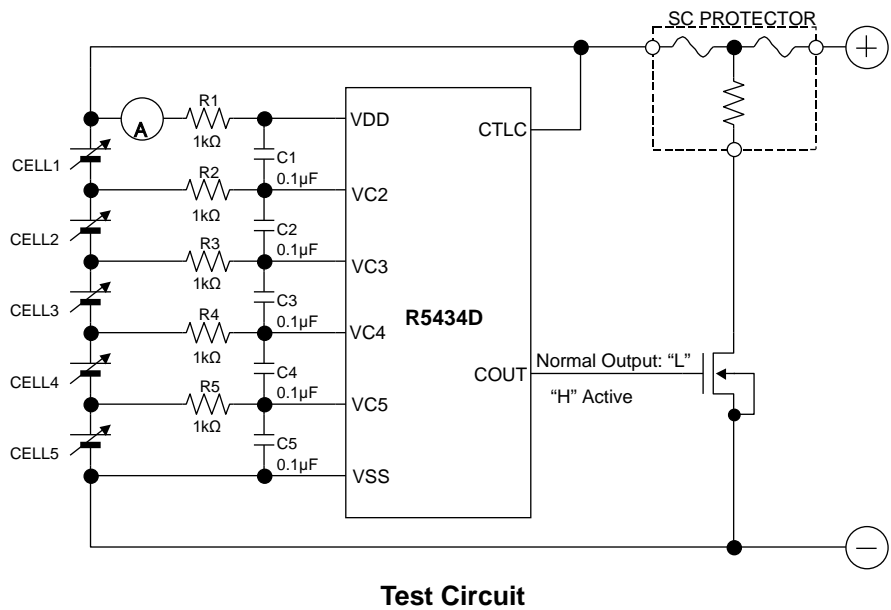 SC PROTECTOR
+
A
R1
1kΩ
VDD
CTLC
CELL1
C1
0.1µF
R2
1kΩ
VC2
CELL2
C2
0.1µF
R3
1kΩ
VC3
CELL3
C3
0.1µF
R5434D
R4
1kΩ
VC4
CELL4
C4
0.1µF
COUT
Normal Output: “L”
“H” Active
R5
1kΩ
VC5
CELL5
C5
0.1µF
VSS
−
Test Circuit